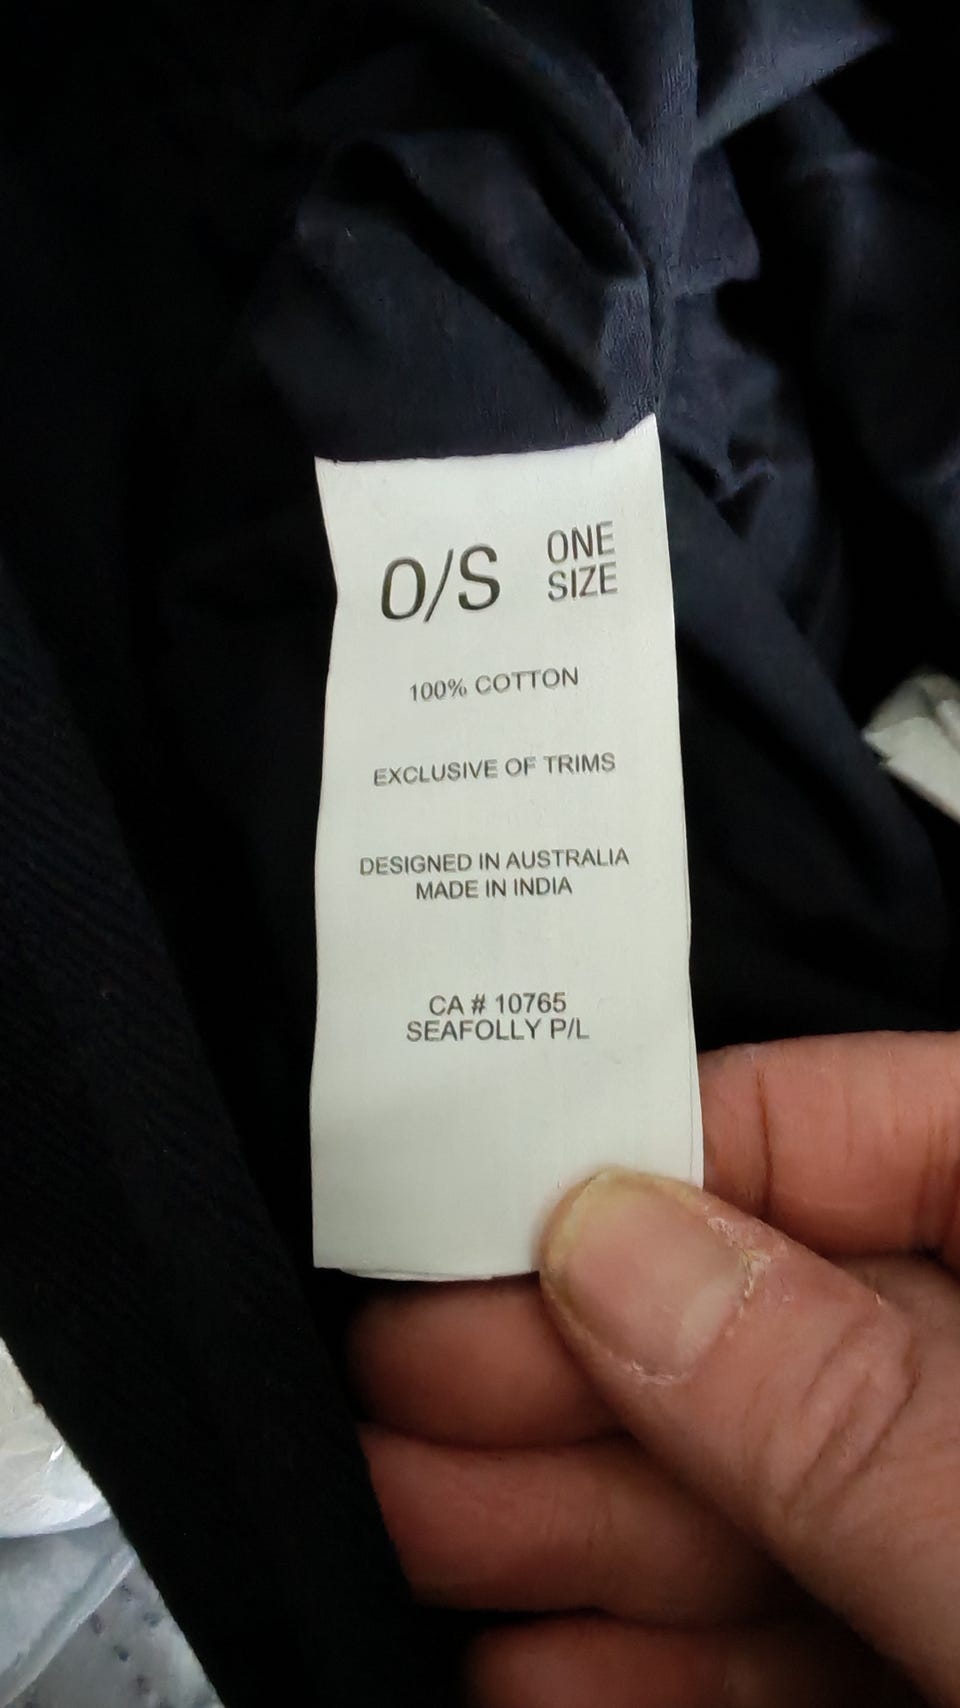 O/S ONE SIZE
100% COTTON
EXCLUSIVE OF TRIMS
DESIGNED IN AUSTRALIA
MADE IN INDIA
CA # 10765
SEAFOLLY P/L